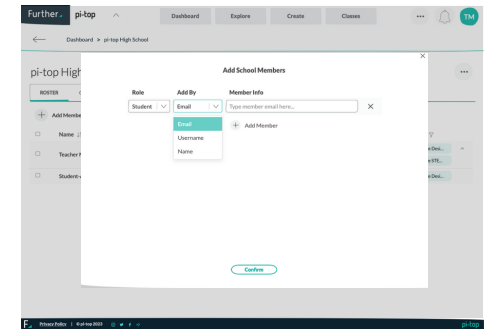 Further pi-top Dashboard Explore Create Classes TM
Dashboard > pi-top High School
pi-top High
Add School Members
ROSTER
Role Add By Member Info
Student Email Type member email here...
Add Membe
Email
Add Member
Name
Username
Name
Teacher
Student-
Confirm
Privacy Policy | © pi-top 2023 pi-top